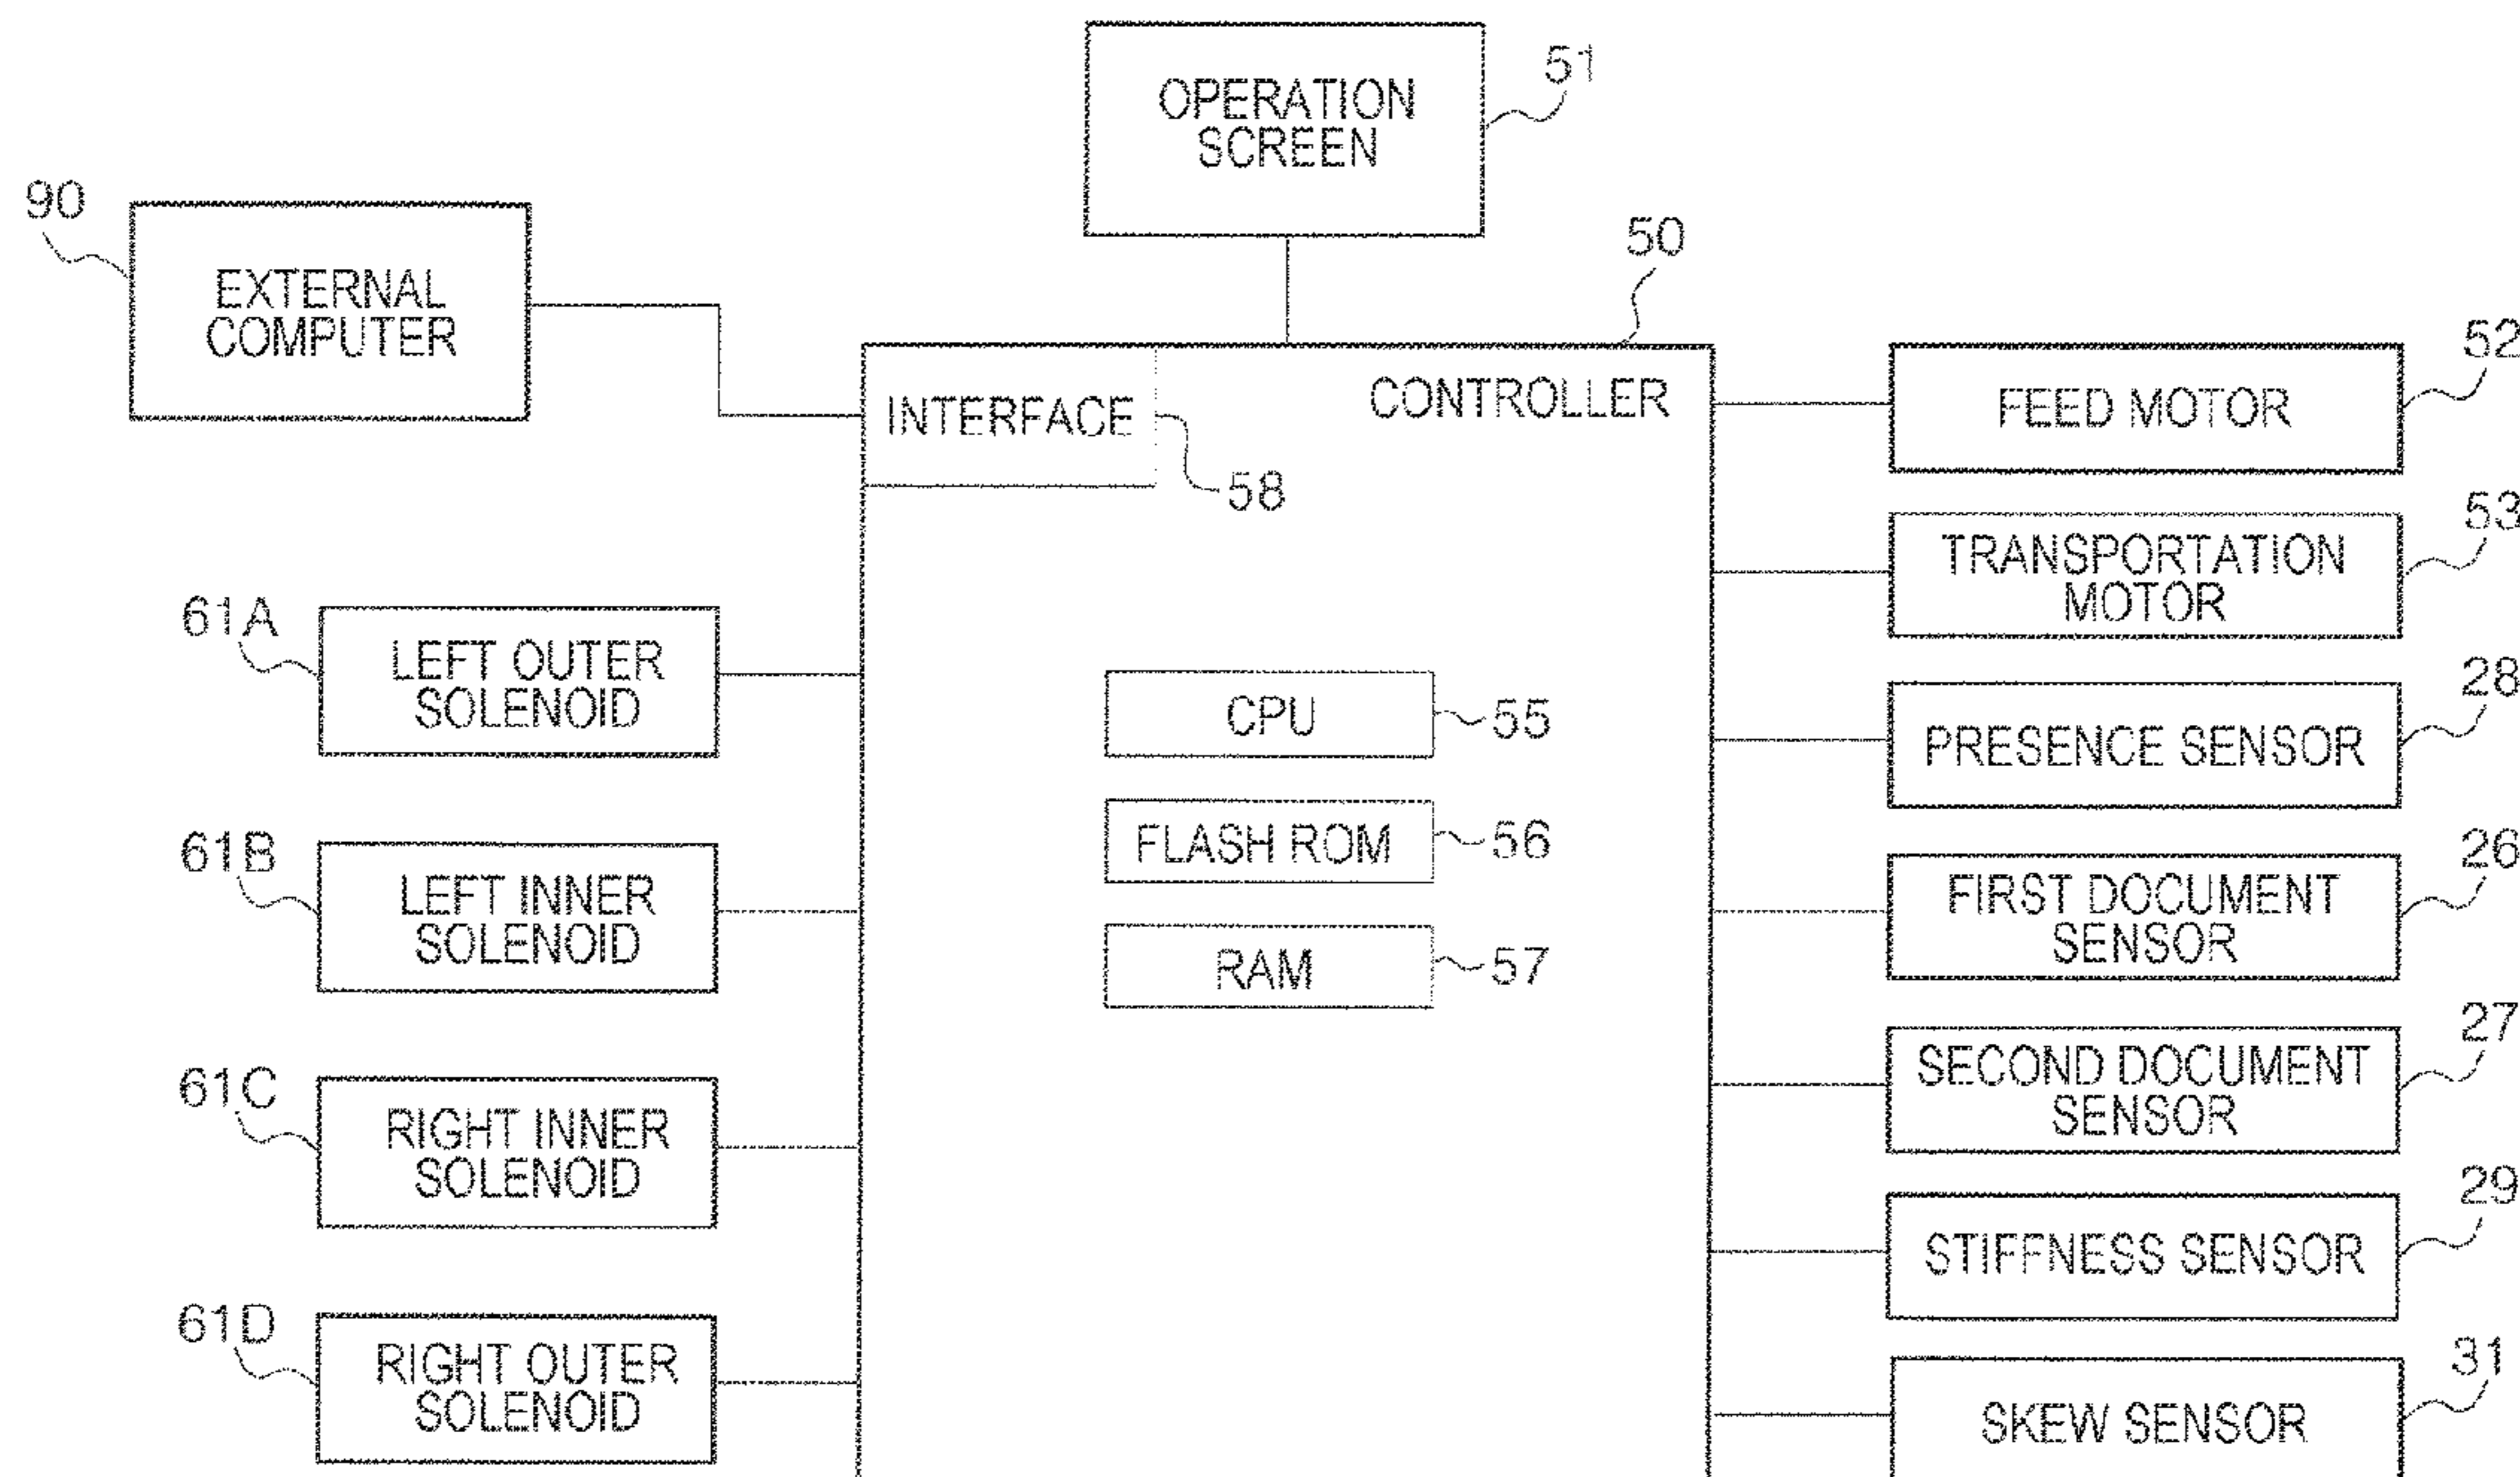 OPERATION
SCREEN
51
90
EXTERNAL
COMPUTER
50
INTERFACE
58
CONTROLLER
52
FEED MOTOR
53
TRANSPORTATION
MOTOR
61A
LEFT OUTER
SOLENOID
CPU
55
28
PRESENCE SENSOR
61B
LEFT INNER
SOLENOID
FLASH ROM
56
26
FIRST DOCUMENT
SENSOR
RAM
57
61C
RIGHT INNER
SOLENOID
27
SECOND DOCUMENT
SENSOR
29
STIFFNESS SENSOR
61D
RIGHT OUTER
SOLENOID
31
SKEW SENSOR